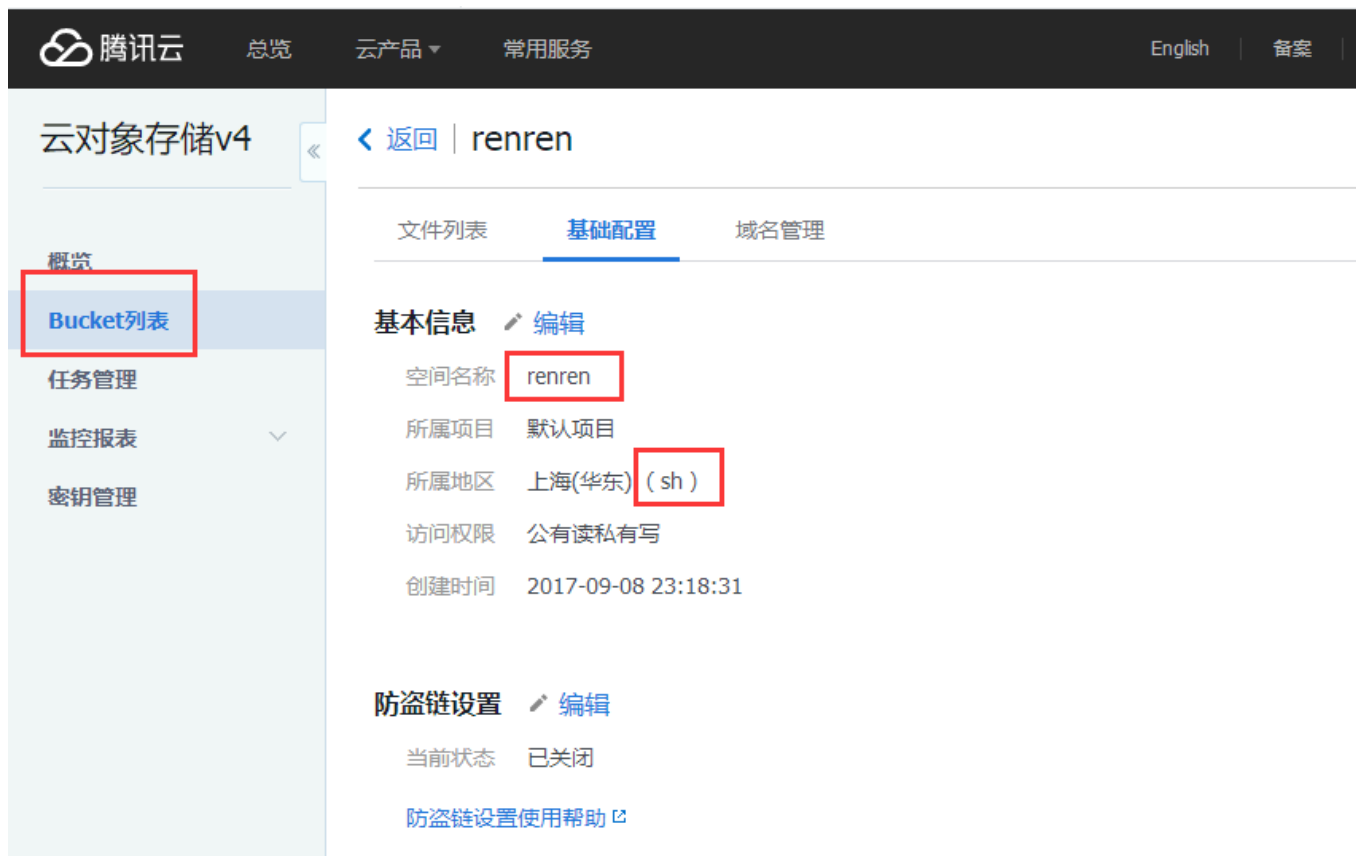 腾讯云 总览 云产品 常用服务 English 备案
云对象存储v4
返回 renren
文件列表 基础配置 域名管理
概览
Bucket列表
任务管理
监控报表
密钥管理
基本信息 编辑
空间名称 renren
所属项目 默认项目
所属地区 上海(华东) (sh)
访问权限 公有读私有写
创建时间 2017-09-08 23:18:31
防盗链设置 编辑
当前状态 已关闭
防盗链设置使用帮助